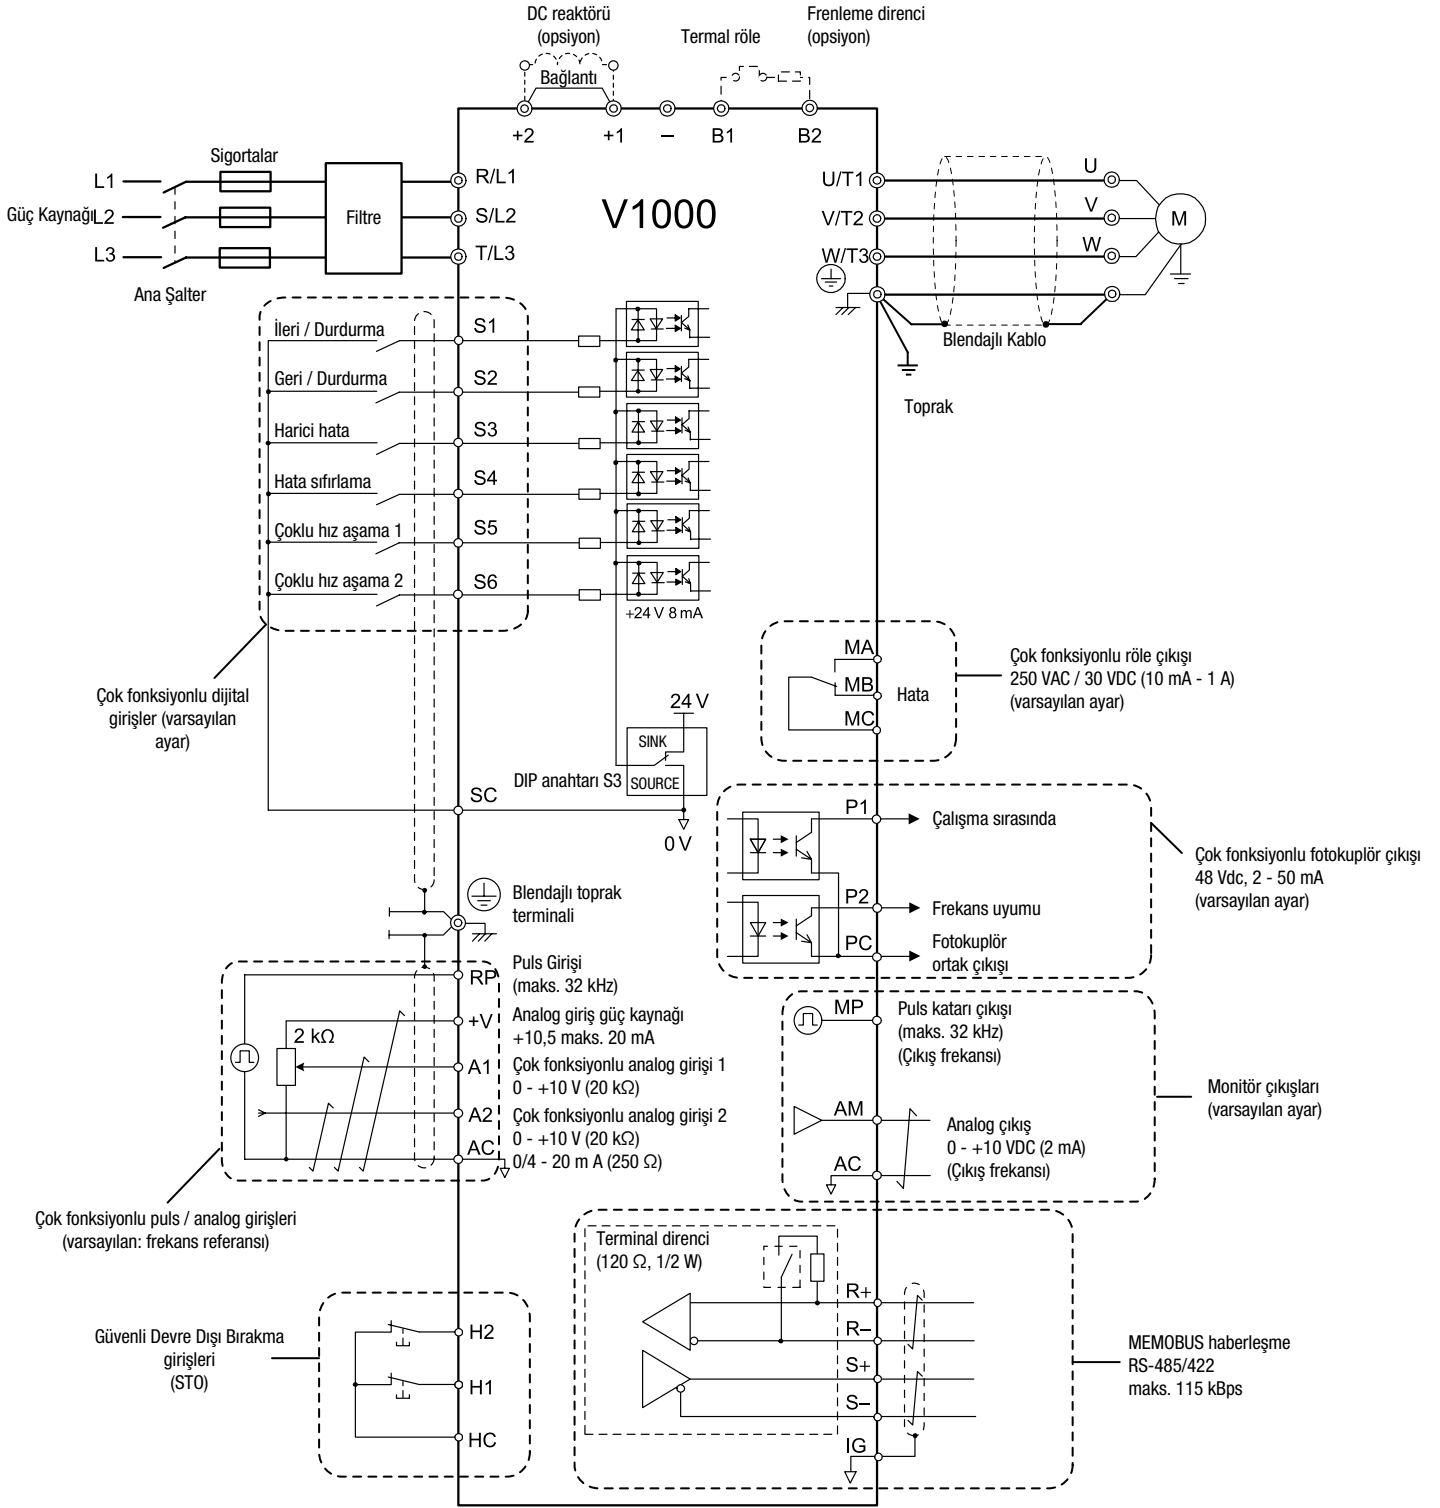 DC reaktörü
(opsiyon)
Bağlantı
Termal röle
Frenleme direnci
(opsiyon)
+2
+1
–
B1
B2
Sigortalar
L1
Güç Kaynağı
L2
L3
Ana Şalter
Filtre
R/L1
S/L2
T/L3
V1000
U/T1
V/T2
W/T3
U
V
W
M
Blendajlı Kablo
Toprak
İleri / Durdurma
S1
Geri / Durdurma
S2
Harici hata
S3
Hata sıfırlama
S4
Çoklu hız aşama 1
S5
Çoklu hız aşama 2
S6
+24 V 8 mA
Çok fonksiyonlu dijital
girişler (varsayılan
ayar)
24 V
SINK
DIP anahtarı S3
SOURCE
SC
0 V
MA
MB
MC
Hata
Çok fonksiyonlu röle çıkışı
250 VAC / 30 VDC (10 mA - 1 A)
(varsayılan ayar)
P1
Çalışma sırasında
P2
Frekans uyumu
PC
Fotokuplör
ortak çıkışı
Çok fonksiyonlu fotokuplör çıkışı
48 Vdc, 2 - 50 mA
(varsayılan ayar)
Blendajlı toprak
terminali
RP
Puls Girişi
(maks. 32 kHz)
+V
Analog giriş güç kaynağı
+10,5 maks. 20 mA
2 kΩ
A1
Çok fonksiyonlu analog girişi 1
0 - +10 V (20 kΩ)
A2
Çok fonksiyonlu analog girişi 2
0 - +10 V (20 kΩ)
0/4 - 20 m A (250 Ω)
AC
Çok fonksiyonlu puls / analog girişleri
(varsayılan: frekans referansı)
MP
Puls katarı çıkışı
(maks. 32 kHz)
(Çıkış frekansı)
AM
Analog çıkış
0 - +10 VDC (2 mA)
(Çıkış frekansı)
AC
Monitör çıkışları
(varsayılan ayar)
Terminal direnci
(120 Ω, 1/2 W)
R+
R–
S+
S–
IG
MEMOBUS haberleşme
RS-485/422
maks. 115 kBps
Güvenli Devre Dışı Bırakma
girişleri
(STO)
H2
H1
HC